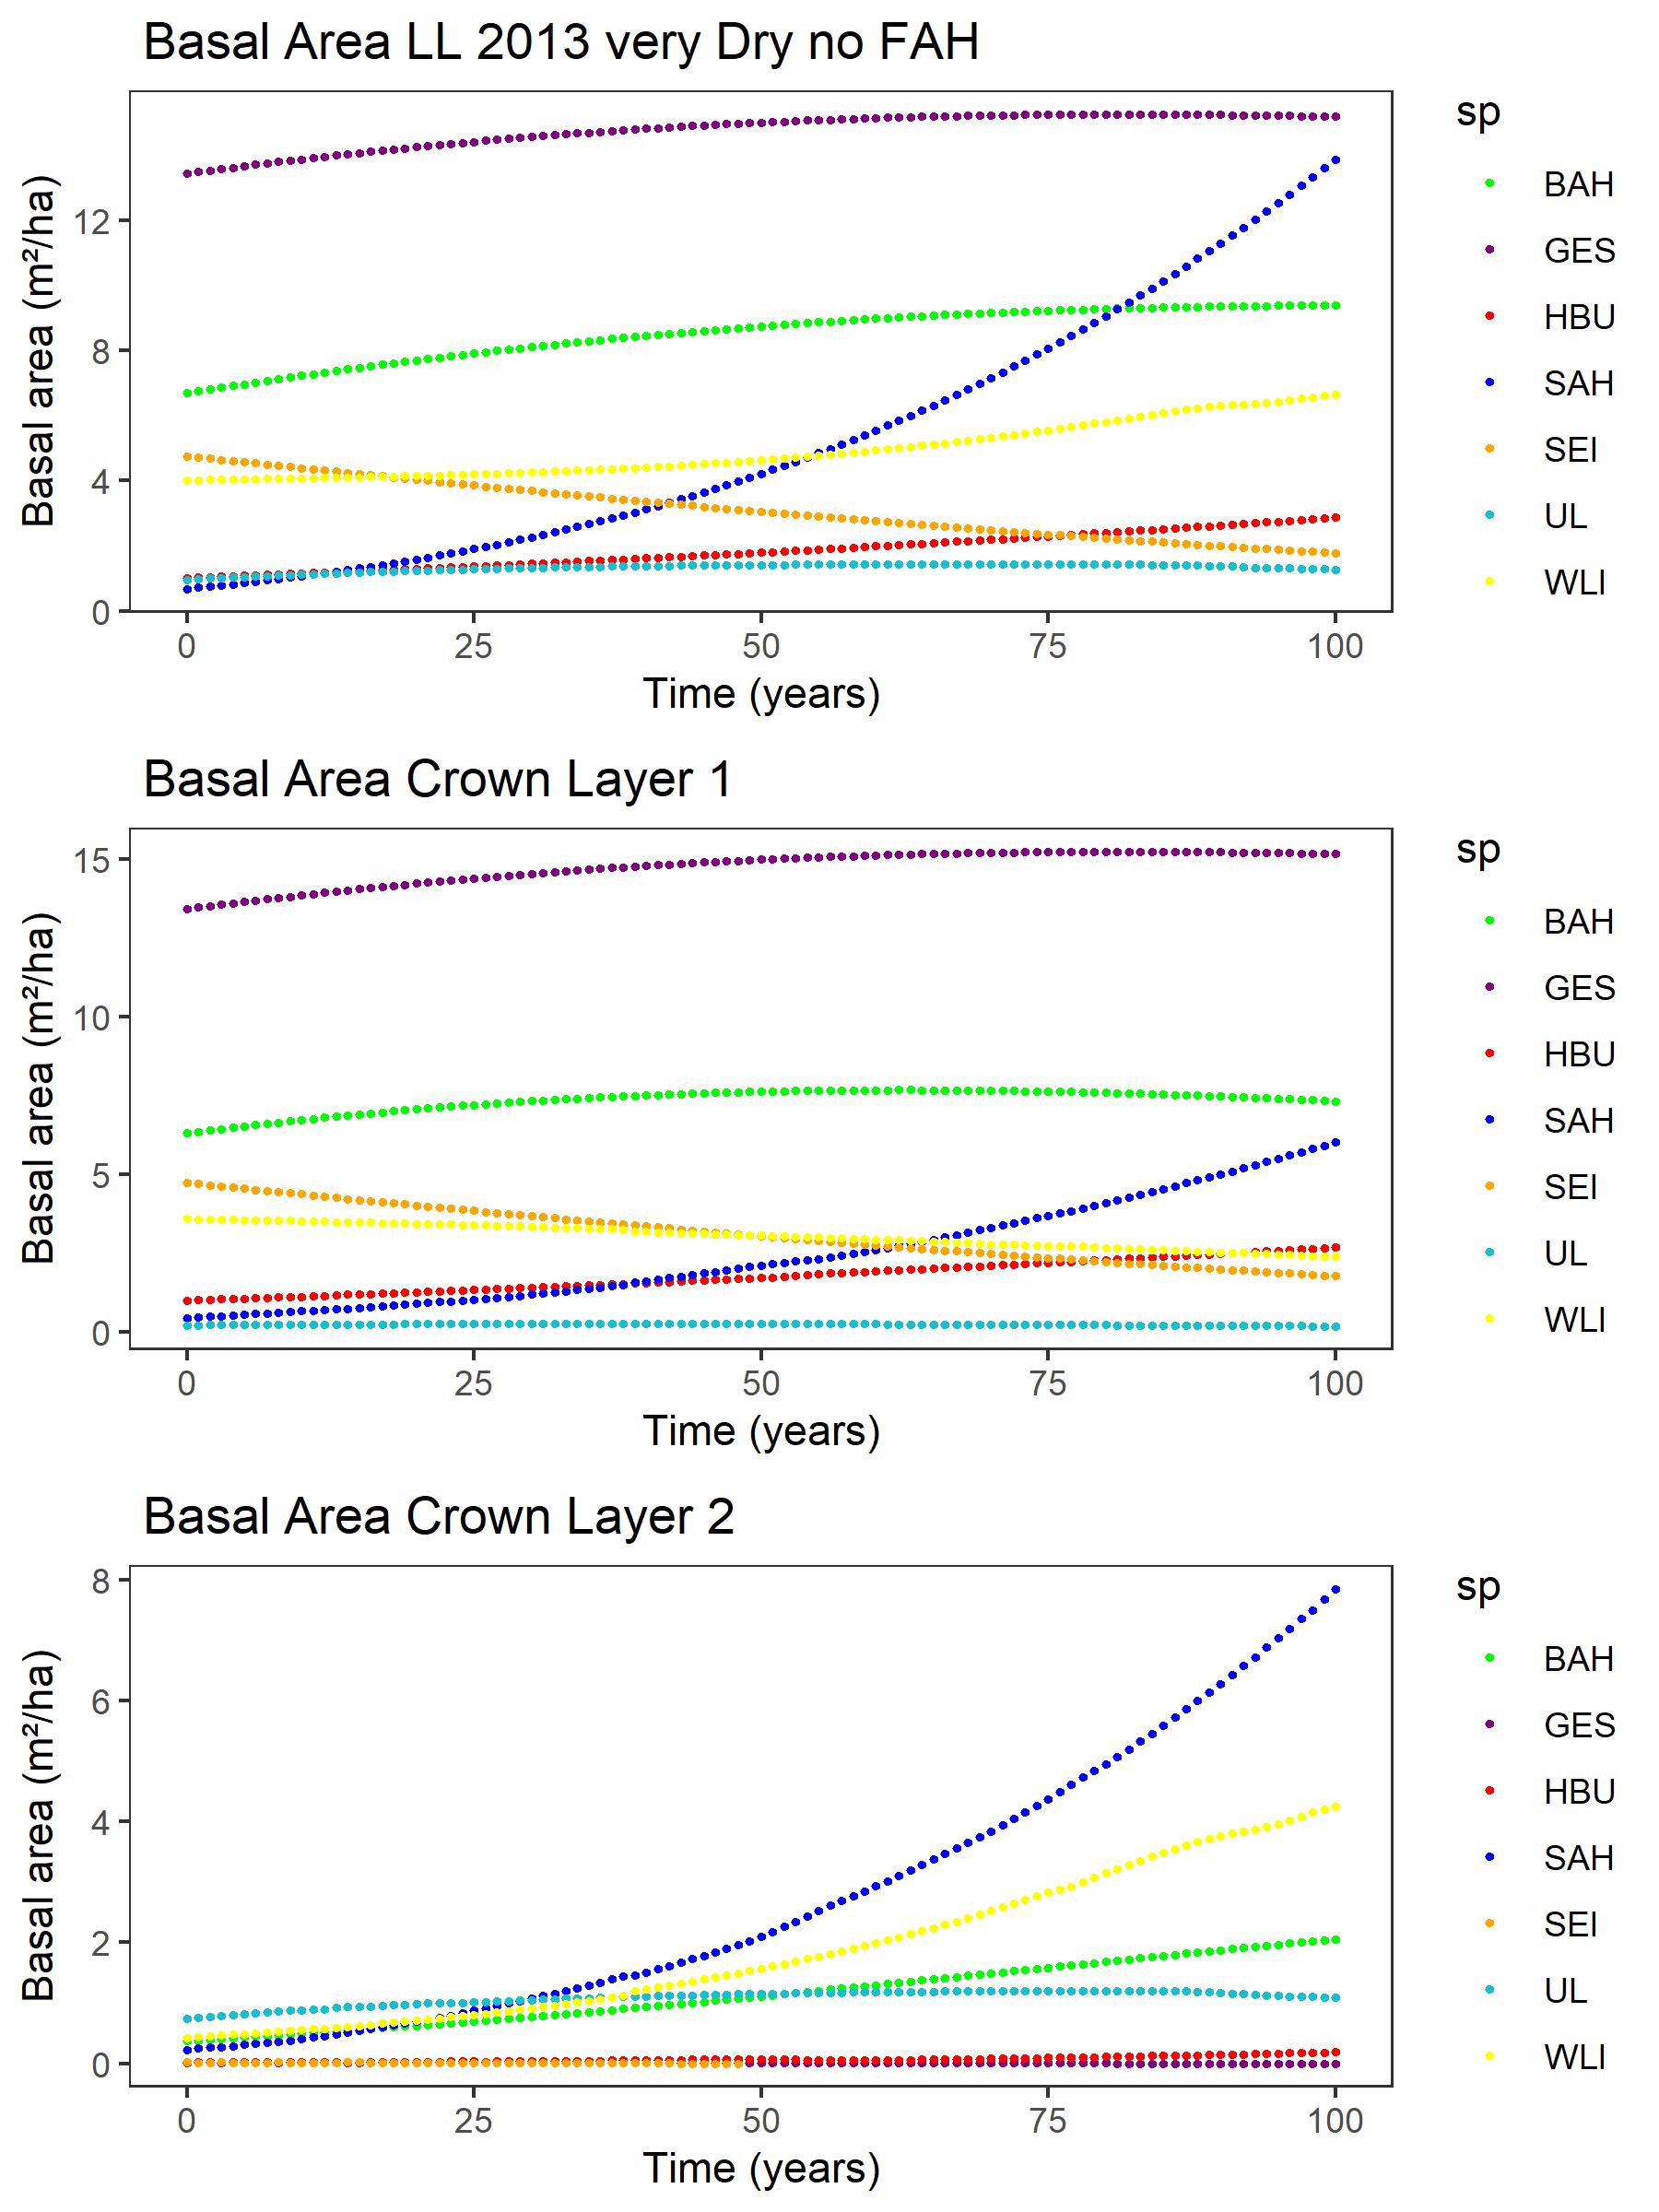 Basal Area LL 2013 very Dry no FAH
Basal area (m²/ha)
12
8
4
0
0 25 50 75 100
Time (years)
sp
BAH
GES
HBU
SAH
SEI
UL
WLI
Basal Area Crown Layer 1
Basal area (m²/ha)
15
10
5
0
0 25 50 75 100
Time (years)
sp
BAH
GES
HBU
SAH
SEI
UL
WLI
Basal Area Crown Layer 2
Basal area (m²/ha)
8
6
4
2
0
0 25 50 75 100
Time (years)
sp
BAH
GES
HBU
SAH
SEI
UL
WLI